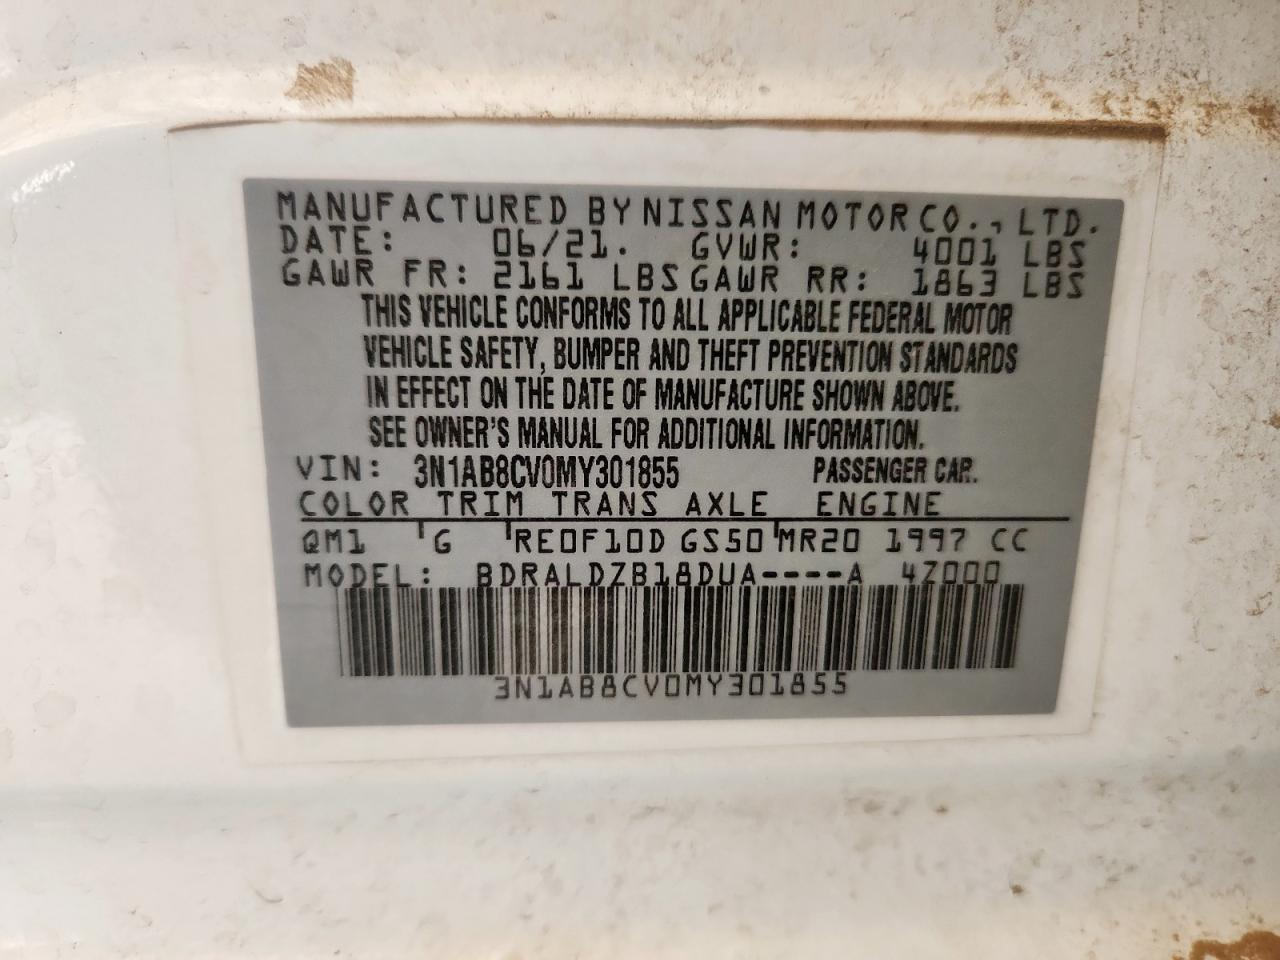 MANUFACTURED BY NISSAN MOTOR CO., LTD.
DATE: 06/21. GVWR: 4001 LBS
GAWR FR: 2161 LBS GAWR RR: 1863 LBS
THIS VEHICLE CONFORMS TO ALL APPLICABLE FEDERAL MOTOR
VEHICLE SAFETY, BUMPER AND THEFT PREVENTION STANDARDS
IN EFFECT ON THE DATE OF MANUFACTURE SHOWN ABOVE.
SEE OWNER'S MANUAL FOR ADDITIONAL INFORMATION.
VIN: 3N1AB8CV0MY301855 PASSENGER CAR.
COLOR TRIM TRANS AXLE ENGINE
QM1 G RE0F10D GS50 MR20 1997 CC
MODEL: BDRALDZB18DUA----A 4Z000
3N1AB8CV0MY301855